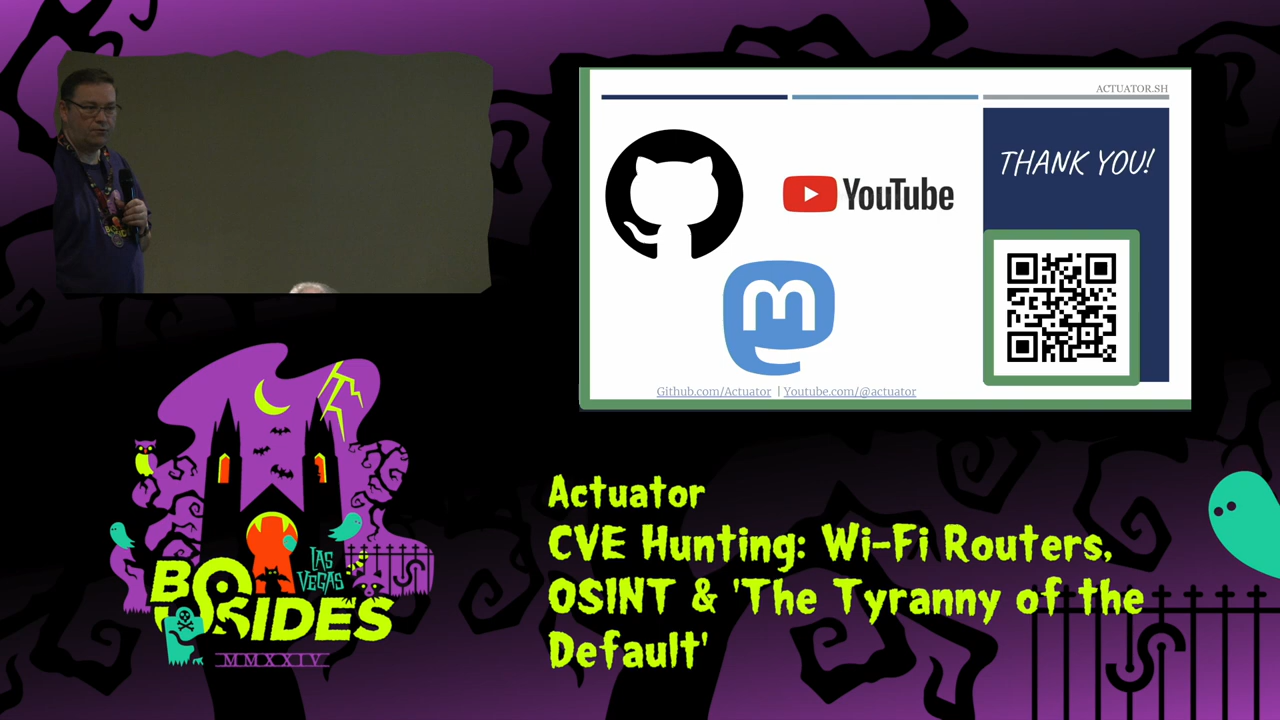 ACTUATOR.SH
THANK YOU!
YouTube
m
Github.com/Actuator | Youtube.com/@actuator
LAS
VEGAS
BSIDES
MMXXIV
Actuator
CVE Hunting: Wi-Fi Routers,
OSINT & 'The Tyranny of the
Default'